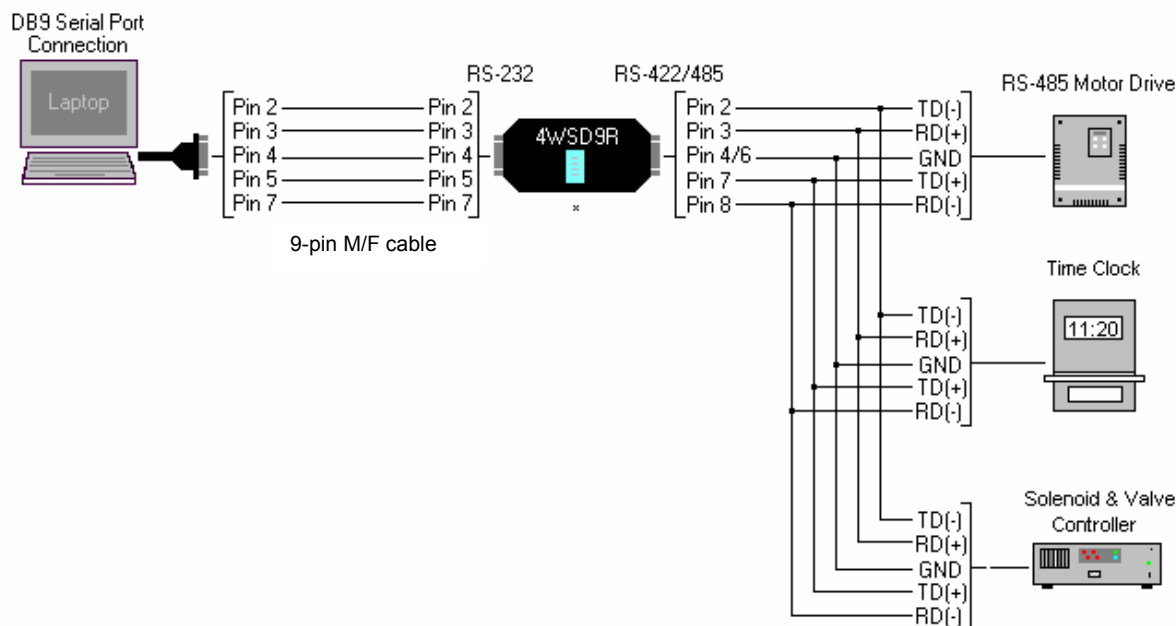 DB9 Serial Port
Connection
Laptop
Pin 2 Pin 2
Pin 3 Pin 3
Pin 4 Pin 4
Pin 5 Pin 5
Pin 7 Pin 7
9-pin M/F cable
RS-232
4WSD9R
RS-422/485
Pin 2
Pin 3
Pin 4/6
Pin 7
Pin 8
TD(-)
RD(+)
GND
TD(+)
RD(-)
RS-485 Motor Drive
TD(-)
RD(+)
GND
TD(+)
RD(-)
Time Clock
11:20
TD(-)
RD(+)
GND
TD(+)
RD(-)
Solenoid & Valve
Controller